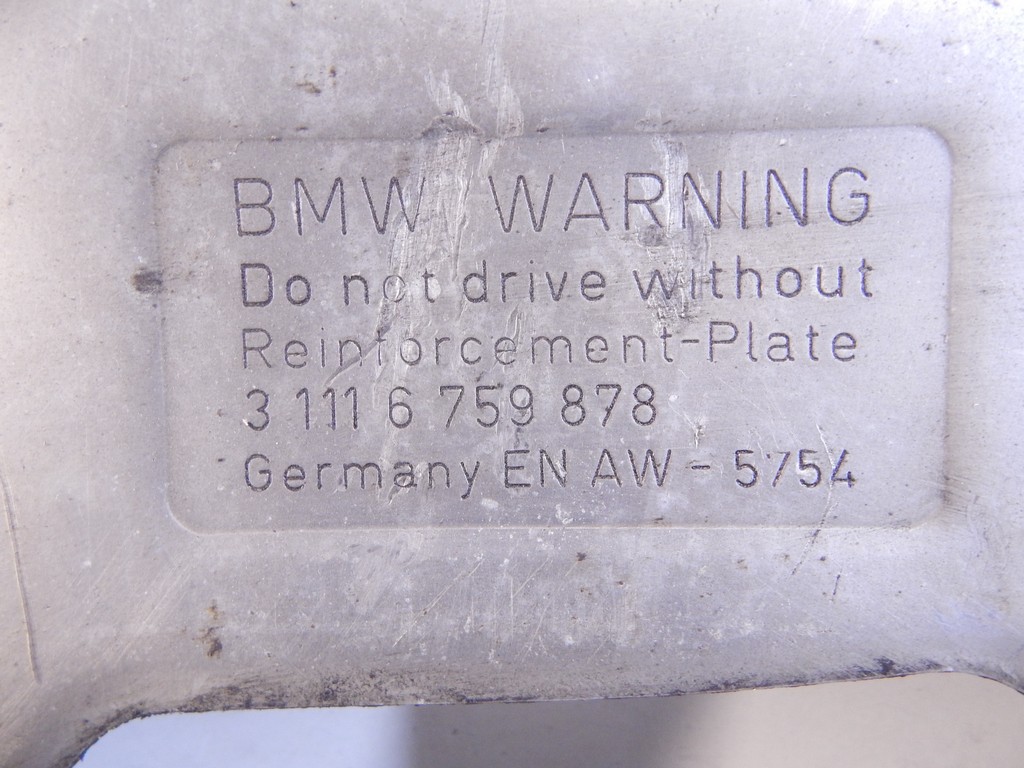 BMW WARNING
Do not drive without
Reinforcement-Plate
3 111 6 759 878
Germany EN AW - 5754